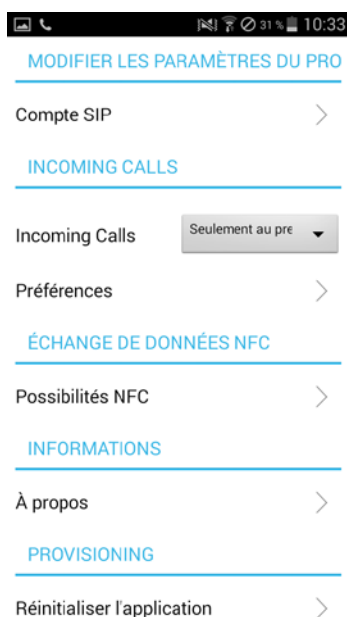 31 % 10:33
MODIFIER LES PARAMÈTRES DU PRO
Compte SIP
INCOMING CALLS
Incoming Calls Seulement au pre
Préférences
ÉCHANGE DE DONNÉES NFC
Possibilités NFC
INFORMATIONS
À propos
PROVISIONING
Réinitialiser l'application